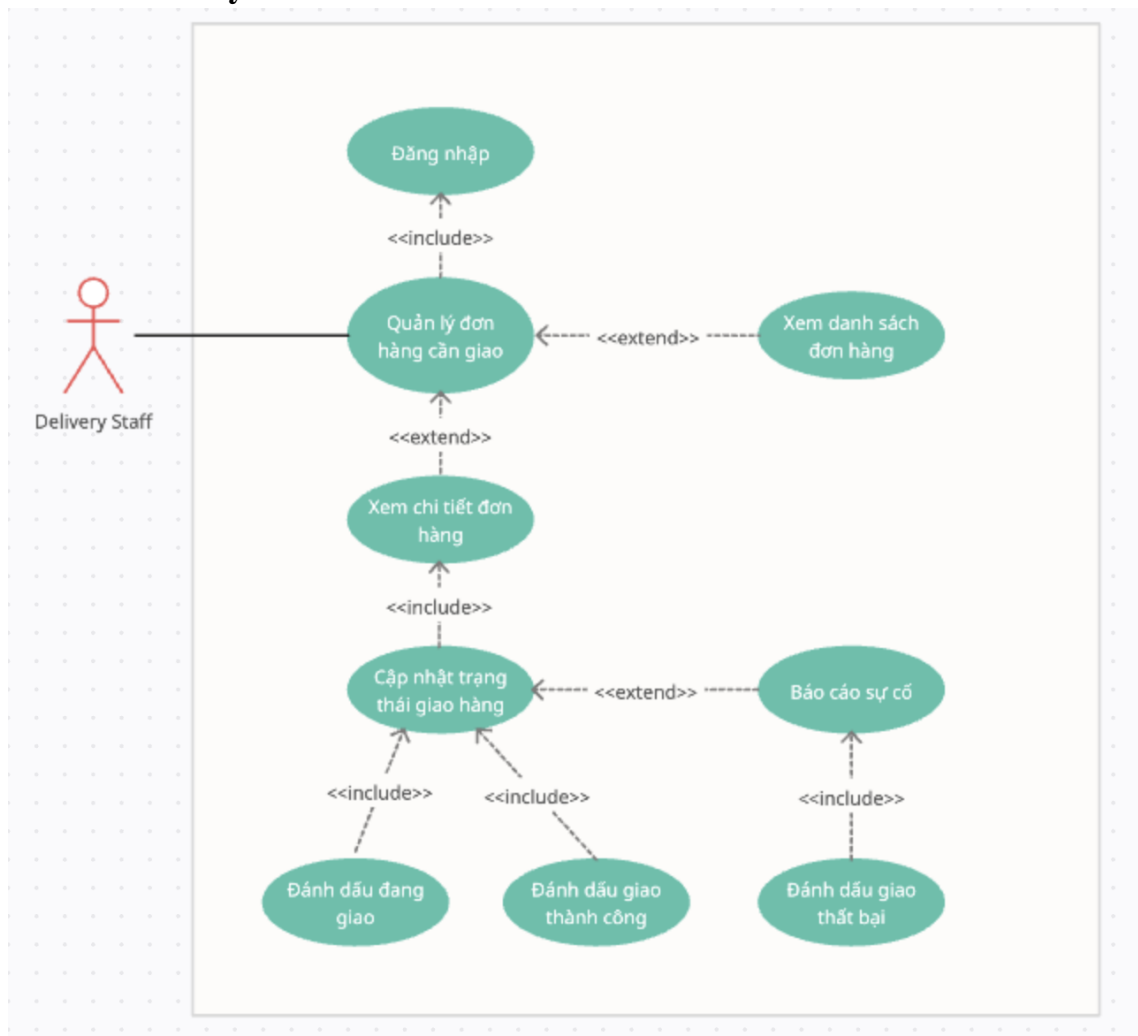 y
Đăng nhập
<<include>>
Quản lý đơn
hàng cần giao
<<extend>>
Xem danh sách
đơn hàng
Delivery Staff
<<extend>>
Xem chi tiết đơn
hàng
<<include>>
Cập nhật trạng
thái giao hàng
<<extend>>
Báo cáo sự cố
<<include>>
<<include>>
<<include>>
Đánh dấu đang
giao
Đánh dấu giao
thành công
Đánh dấu giao
thất bại